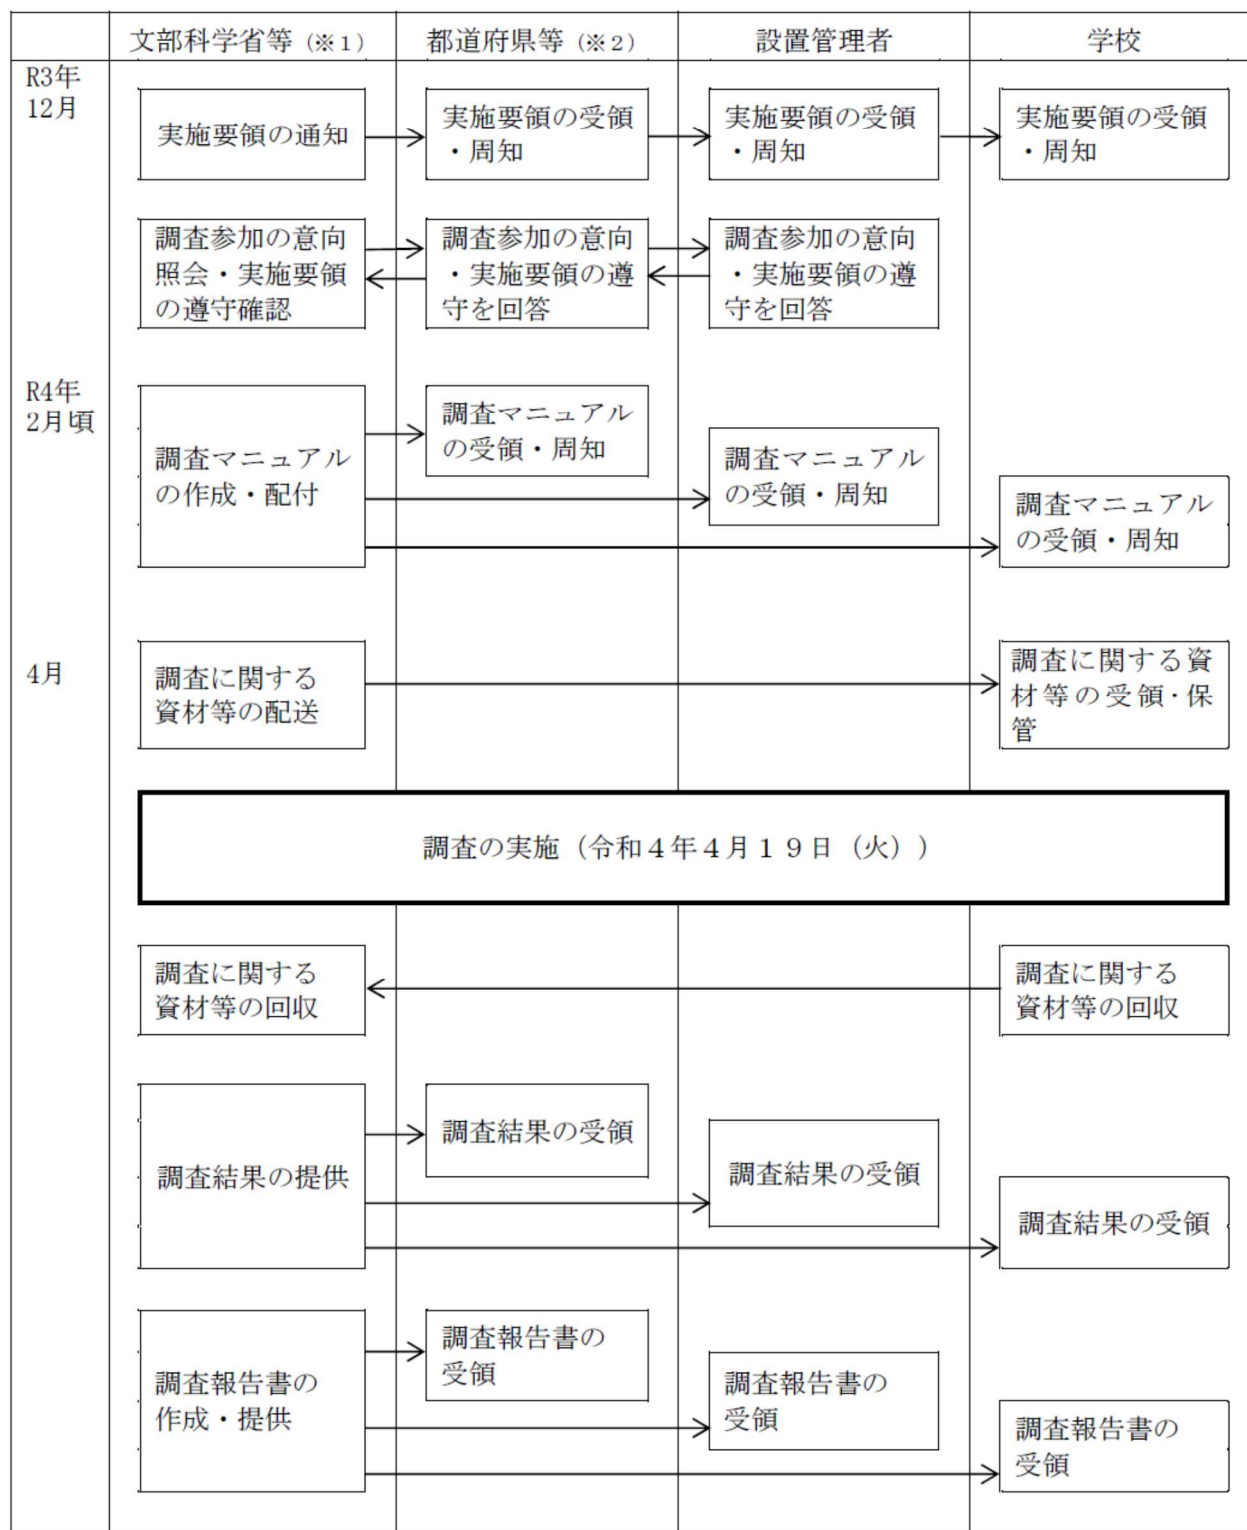 文部科学省等（※１）
都道府県等（※２）
設置管理者
学校
R3年
12月
実施要領の通知
実施要領の受領
・周知
実施要領の受領
・周知
実施要領の受領
・周知
調査参加の意向
照会・実施要領
の遵守確認
調査参加の意向
・実施要領の遵
守を回答
調査参加の意向
・実施要領の遵
守を回答
R4年
2月頃
調査マニュアル
の作成・配付
調査マニュアル
の受領・周知
調査マニュアル
の受領・周知
調査マニュアル
の受領・周知
4月
調査に関する
資材等の配送
調査に関する資
材等の受領・保
管
調査の実施（令和４年４月１９日（火））
調査に関する
資材等の回収
調査に関する
資材等の回収
調査結果の提供
調査結果の受領
調査結果の受領
調査結果の受領
調査報告書の
作成・提供
調査報告書の
受領
調査報告書の
受領
調査報告書の
受領